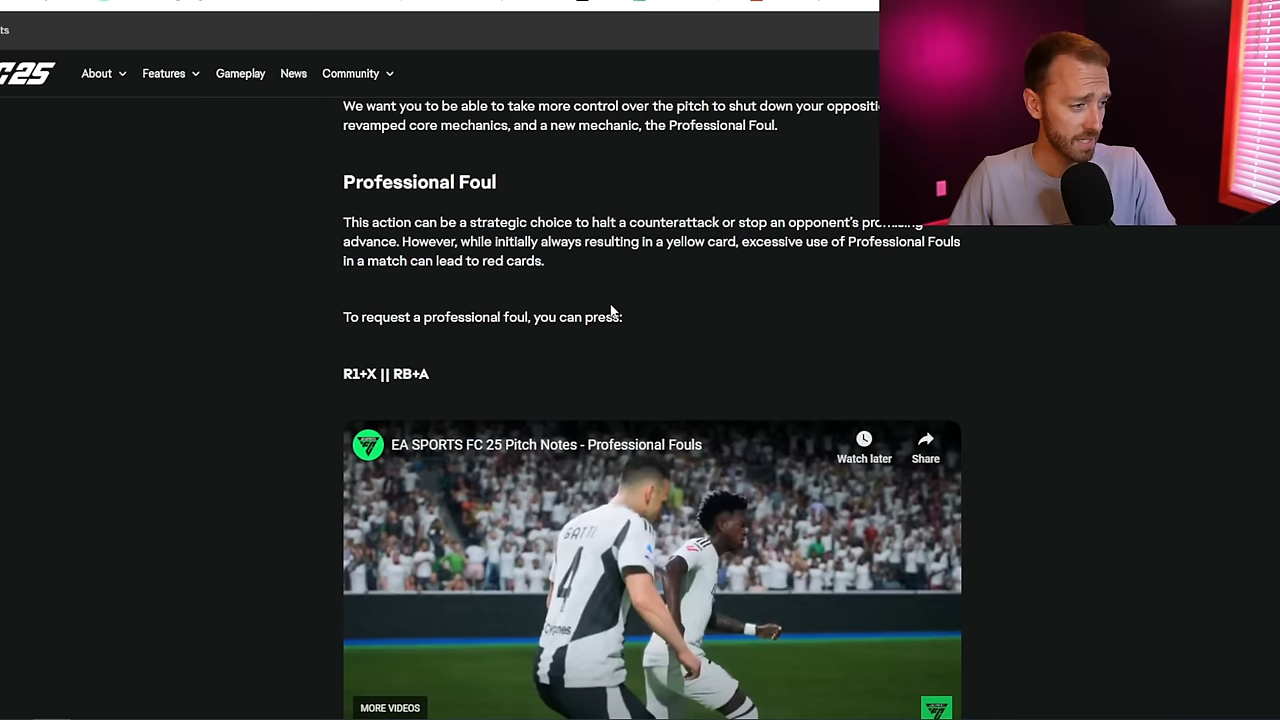 ts
C25
About
Features
Gameplay
News
Community
We want you to be able to take more control over the pitch to shut down your
revamped core mechanics, and a new mechanic, the Professional Foul.
Professional Foul
This action can be a strategic choice to halt a counterattack or stop an opponent's promising
advance. However, while initially always resulting in a yellow card, excessive use of Professional Fouls
in a match can lead to red cards.
To request a professional foul, you can press:
R1+X || RB+A
EA SPORTS FC 25 Pitch Notes - Professional Fouls
Watch later
Share
GATTI
4
MORE VIDEOS